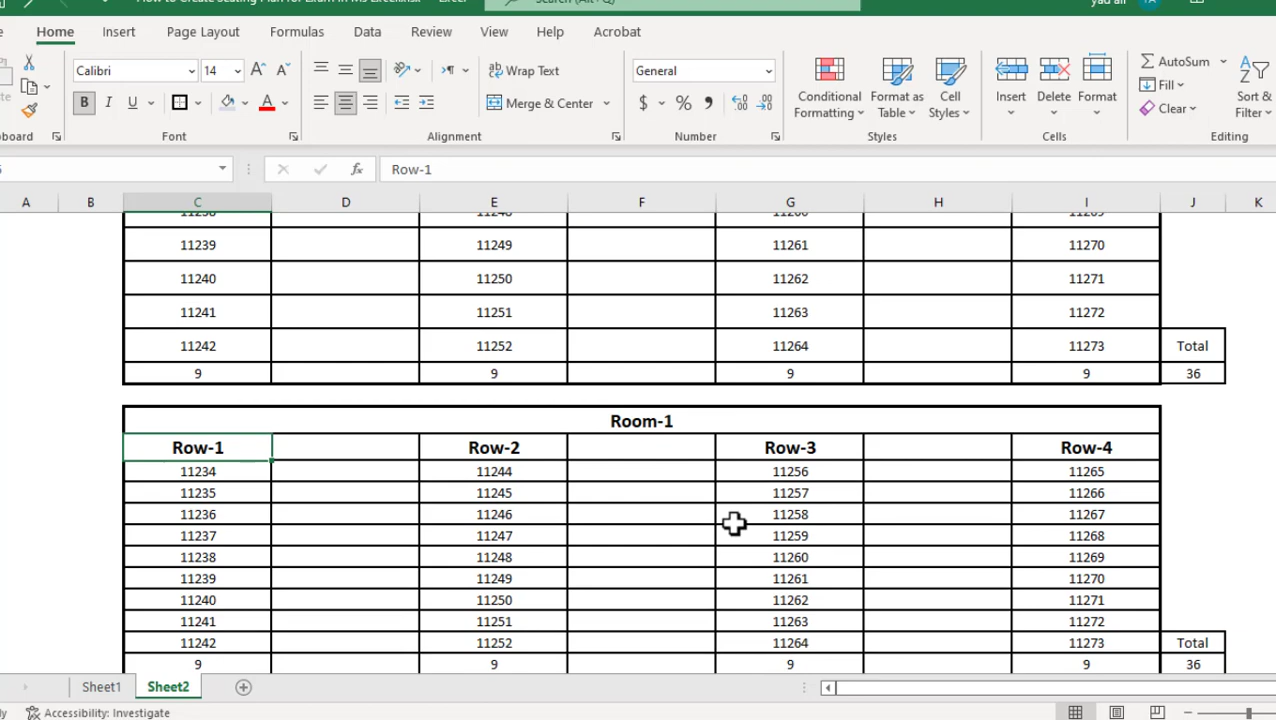 How to Create Seating Plan for Exam in Ms Excel.xlsx - Excel
Search (Alt+Q)
yad ali
Home Insert Page Layout Formulas Data Review View Help Acrobat
Calibri 14 Wrap Text General AutoSum
B I U Merge & Center $ % Conditional Formatting Format as Table Cell Styles Insert Delete Format Fill Clear Sort & Filter
board Font Alignment Number Styles Cells Editing
Row-1
A B C D E F G H I J K
11239 11249 11261 11270
11240 11250 11262 11271
11241 11251 11263 11272
11242 11252 11264 11273 Total
9 9 9 9 36
Room-1
Row-1 Row-2 Row-3 Row-4
11234 11244 11256 11265
11235 11245 11257 11266
11236 11246 11258 11267
11237 11247 11259 11268
11238 11248 11260 11269
11239 11249 11261 11270
11240 11250 11262 11271
11241 11251 11263 11272
11242 11252 11264 11273 Total
9 9 9 9 36
Sheet1 Sheet2
Accessibility: Investigate